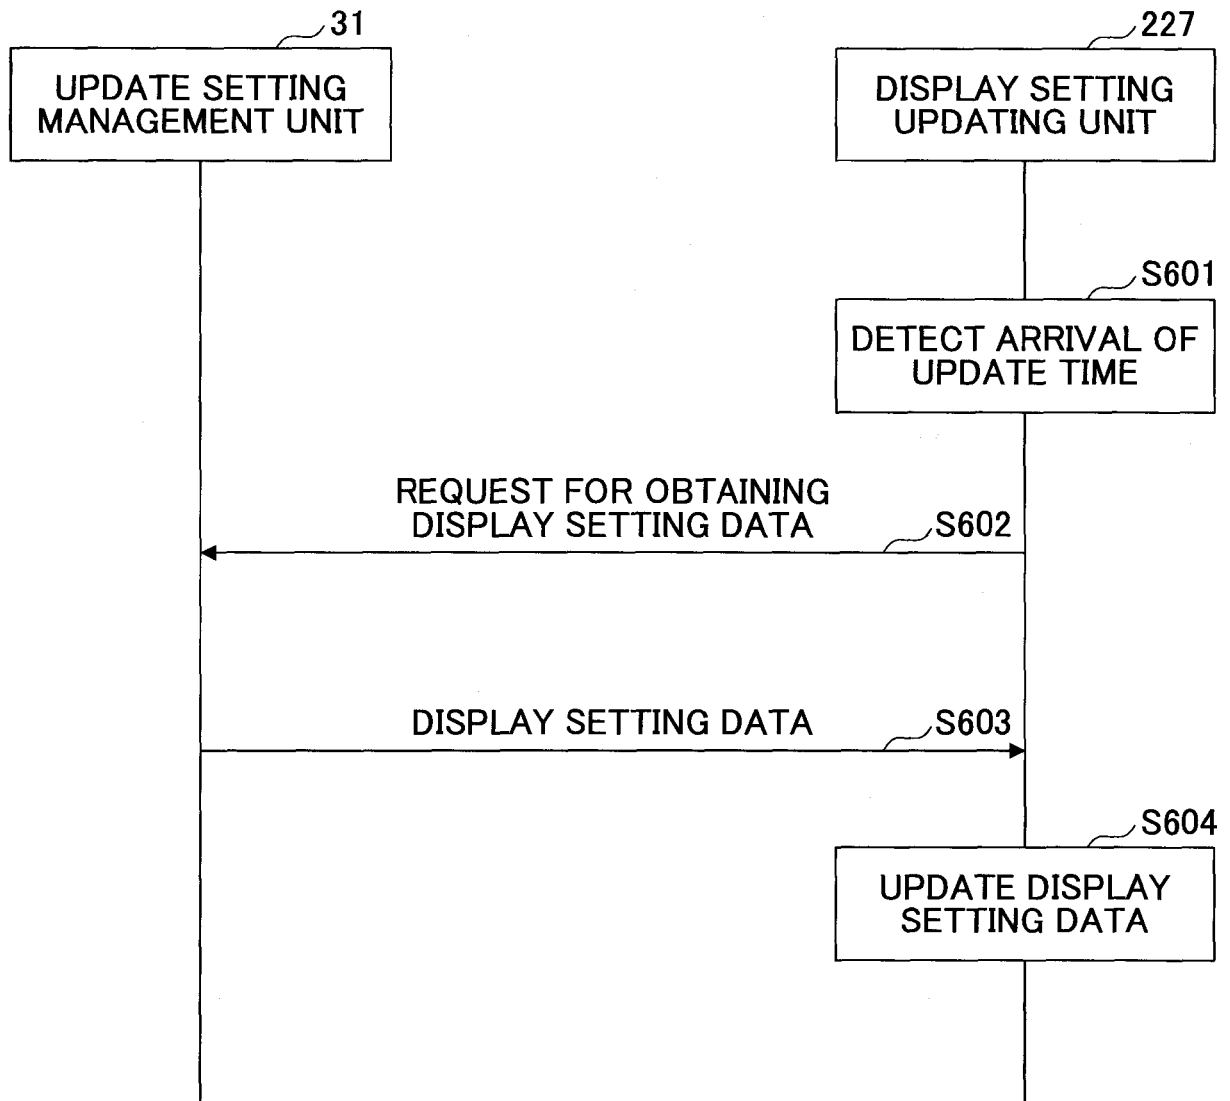 31
UPDATE SETTING
MANAGEMENT UNIT
227
DISPLAY SETTING
UPDATING UNIT
S601
DETECT ARRIVAL OF
UPDATE TIME
REQUEST FOR OBTAINING
DISPLAY SETTING DATA
S602
DISPLAY SETTING DATA
S603
S604
UPDATE DISPLAY
SETTING DATA